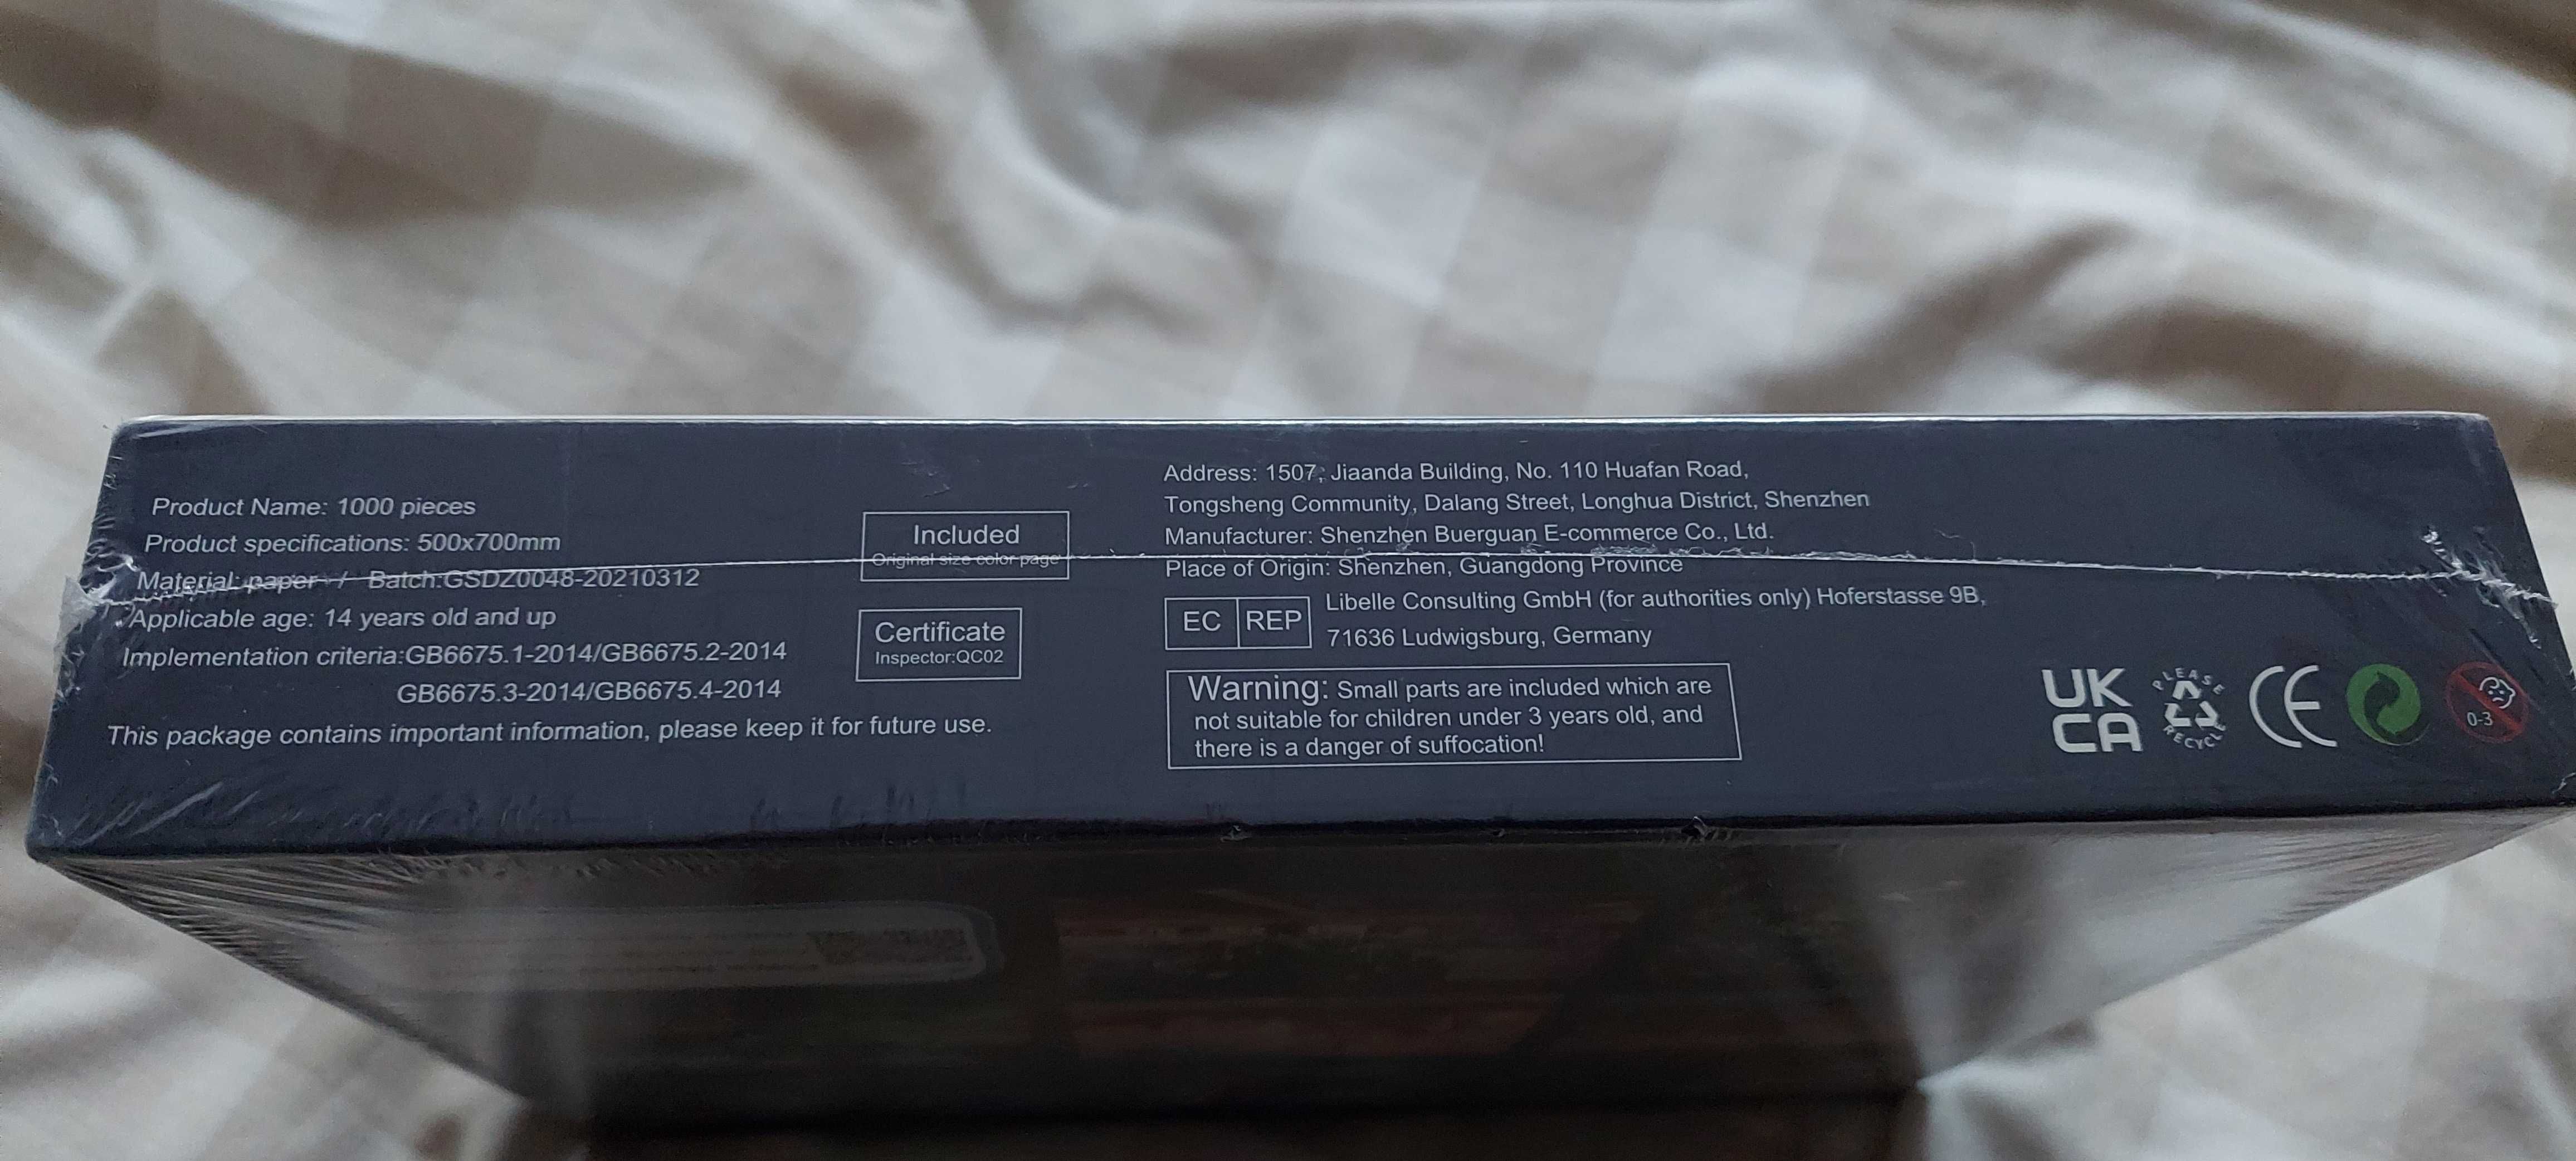 Product Name: 1000 pieces
Product specifications: 500x700mm
Material: paper / Batch:GSDZ0048-20210312
Applicable age: 14 years old and up
Implementation criteria:GB6675.1-2014/GB6675.2-2014
GB6675.3-2014/GB6675.4-2014
This package contains important information, please keep it for future use.
Included
Original size color page
Certificate
Inspector:QC02
Address: 1507, Jiaanda Building, No. 110 Huafan Road,
Tongsheng Community, Dalang Street, Longhua District, Shenzhen
Manufacturer: Shenzhen Buerguan E-commerce Co., Ltd.
Place of Origin: Shenzhen, Guangdong Province
EC REP
Libelle Consulting GmbH (for authorities only) Hoferstasse 9B,
71636 Ludwigsburg, Germany
Warning: Small parts are included which are
not suitable for children under 3 years old, and
there is a danger of suffocation!
UK
CA
PLEASE
RECYCLE
CE
0-3